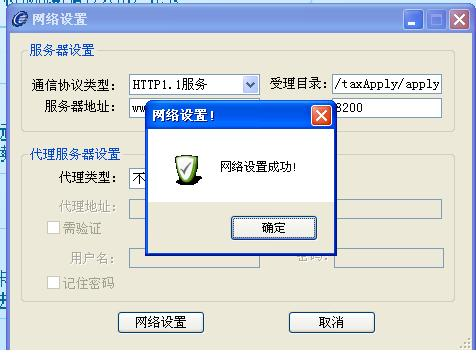 网络设置
服务器设置
通信协议类型: HTTP1.1服务 受理目录: /taxApply/apply
服务器地址: 8200
网络设置!
网络设置成功!
确定
代理服务器设置
代理类型: 不
代理地址:
需验证
用户名: 密码:
记住密码
网络设置 取消